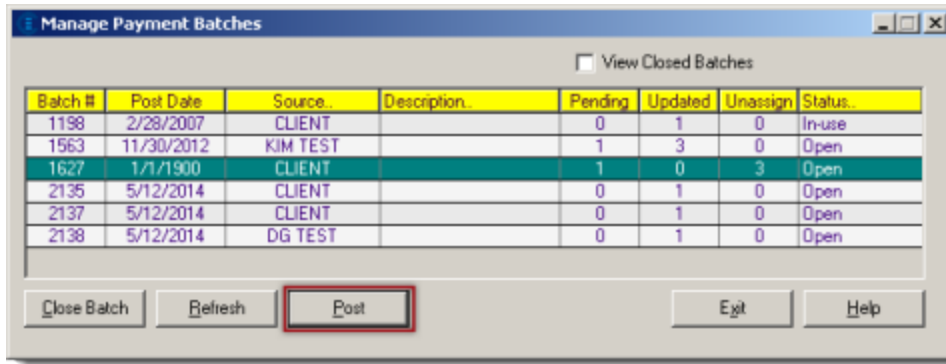 Manage Payment Batches
View Closed Batches
Batch # Post Date Source.. Description.. Pending Updated Unassign Status..
1198 2/28/2007 CLIENT 0 1 0 In-use
1563 11/30/2012 KIM TEST 1 3 0 Open
1627 1/1/1900 CLIENT 1 0 3 Open
2135 5/12/2014 CLIENT 0 1 0 Open
2137 5/12/2014 CLIENT 0 1 0 Open
2138 5/12/2014 DG TEST 0 1 0 Open
Close Batch Refresh Post Exit Help